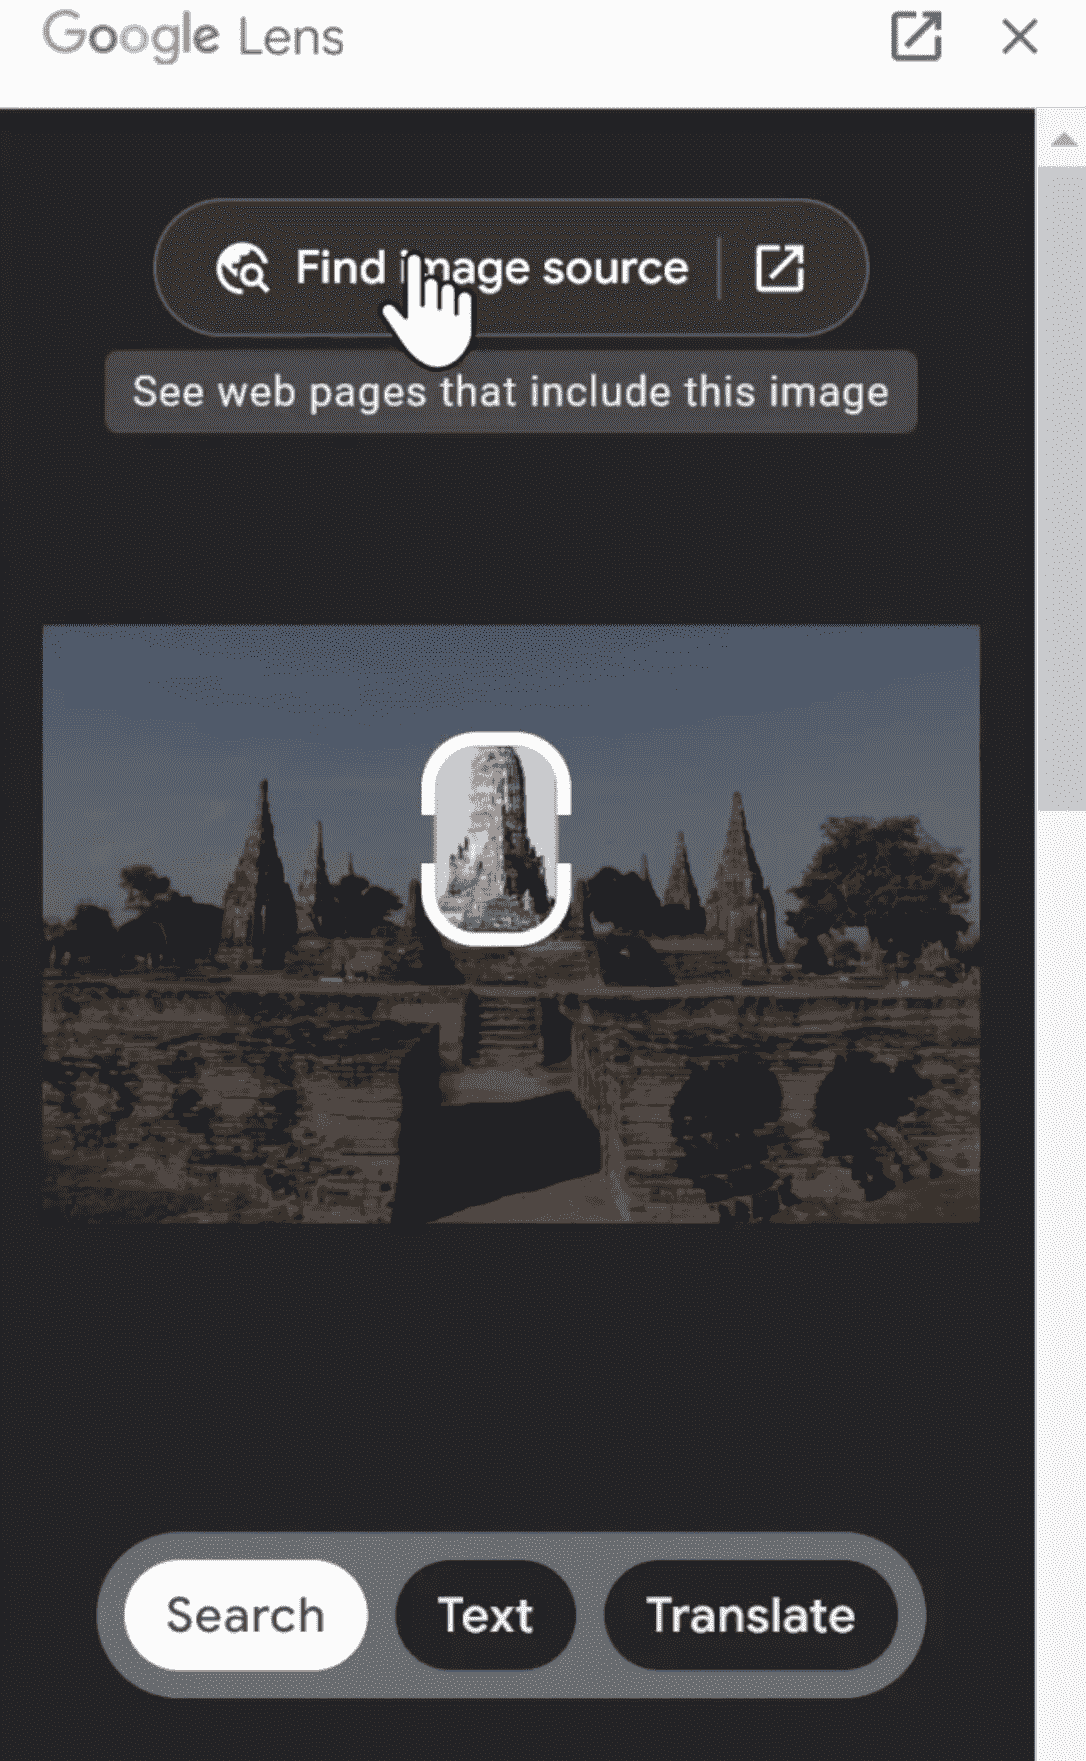 Google Lens
Find image source
See web pages that include this image
Search
Text
Translate